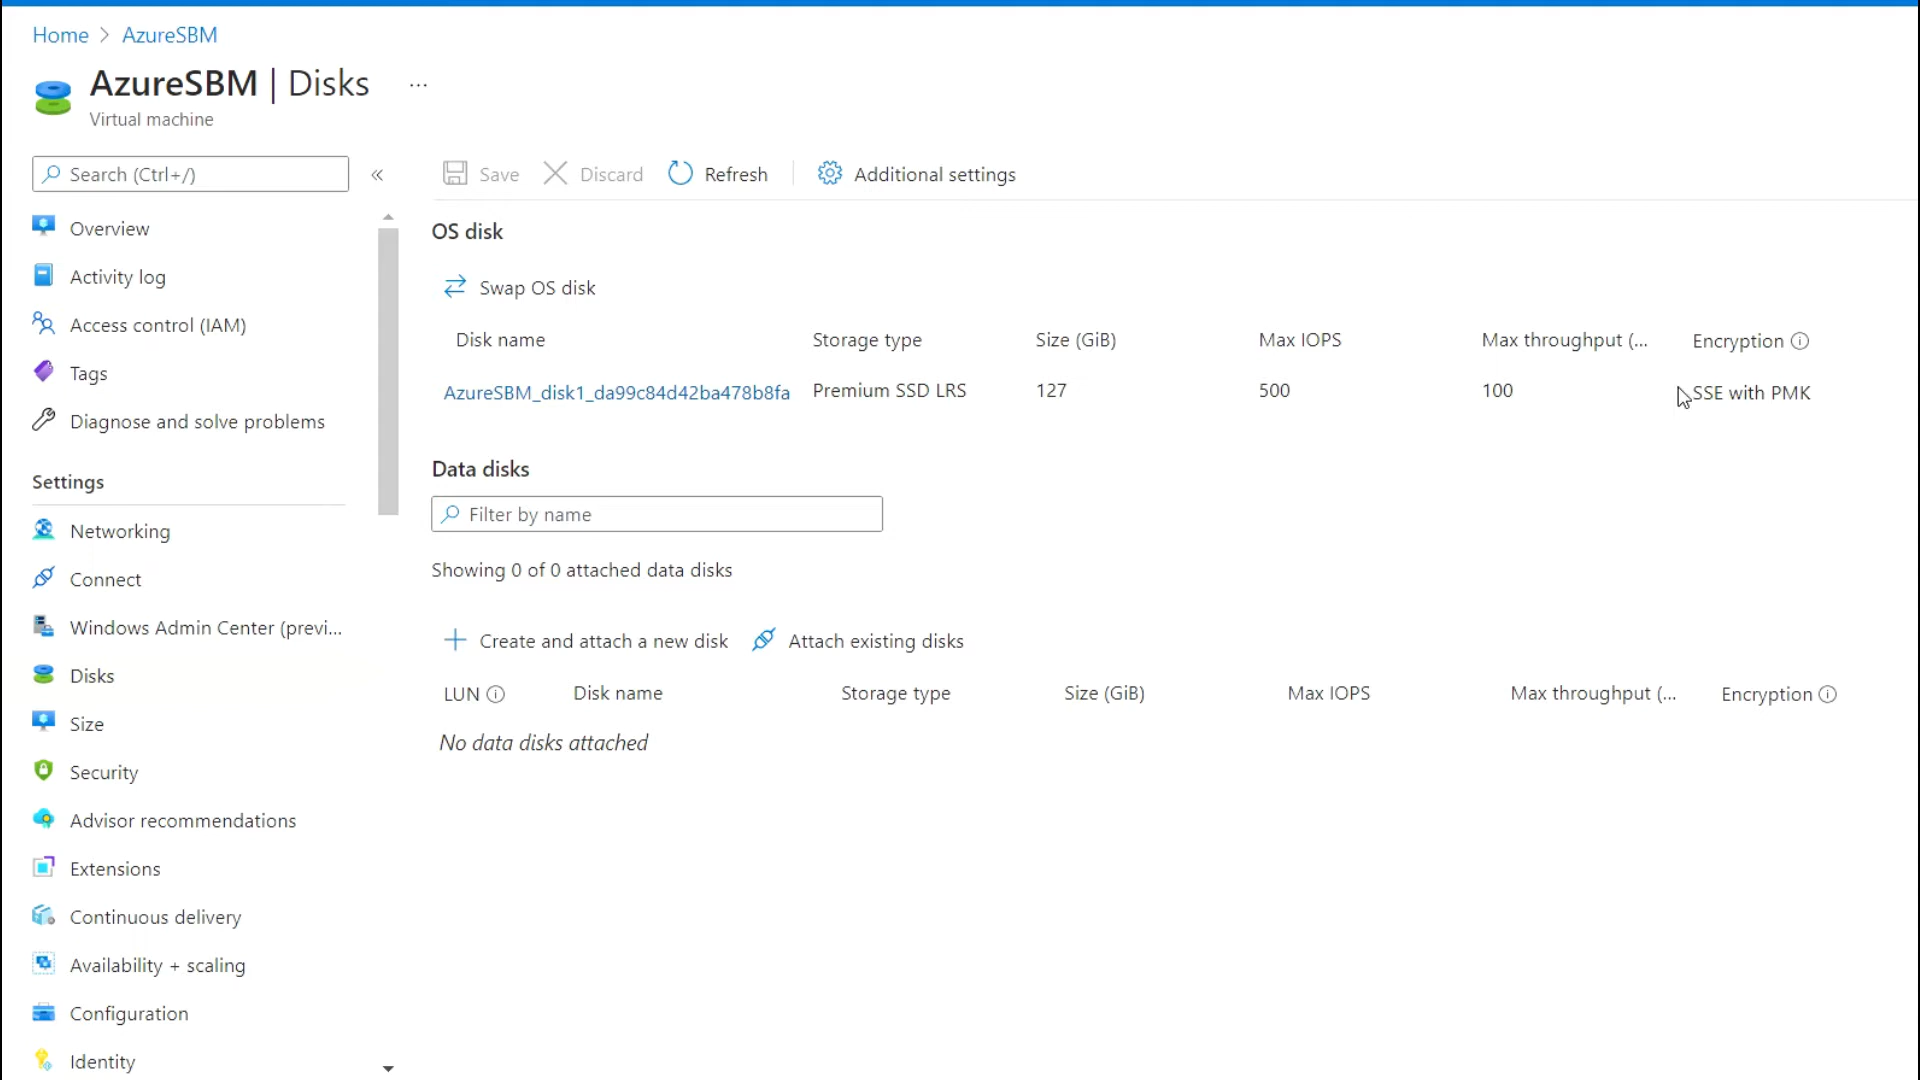 Home > AzureSBM
AzureSBM | Disks ...
Virtual machine
Search (Ctrl+/)
«
Save
Discard
Refresh
Additional settings
Overview
Activity log
Access control (IAM)
Tags
Diagnose and solve problems
Settings
Networking
Connect
Windows Admin Center (previ...
Disks
Size
Security
Advisor recommendations
Extensions
Continuous delivery
Availability + scaling
Configuration
Identity
OS disk
Swap OS disk
Disk name Storage type Size (GiB) Max IOPS Max throughput (... Encryption
AzureSBM_disk1_da99c84d42ba478b8fa Premium SSD LRS 127 500 100 SSE with PMK
Data disks
Filter by name
Showing 0 of 0 attached data disks
Create and attach a new disk Attach existing disks
LUN Disk name Storage type Size (GiB) Max IOPS Max throughput (... Encryption
No data disks attached